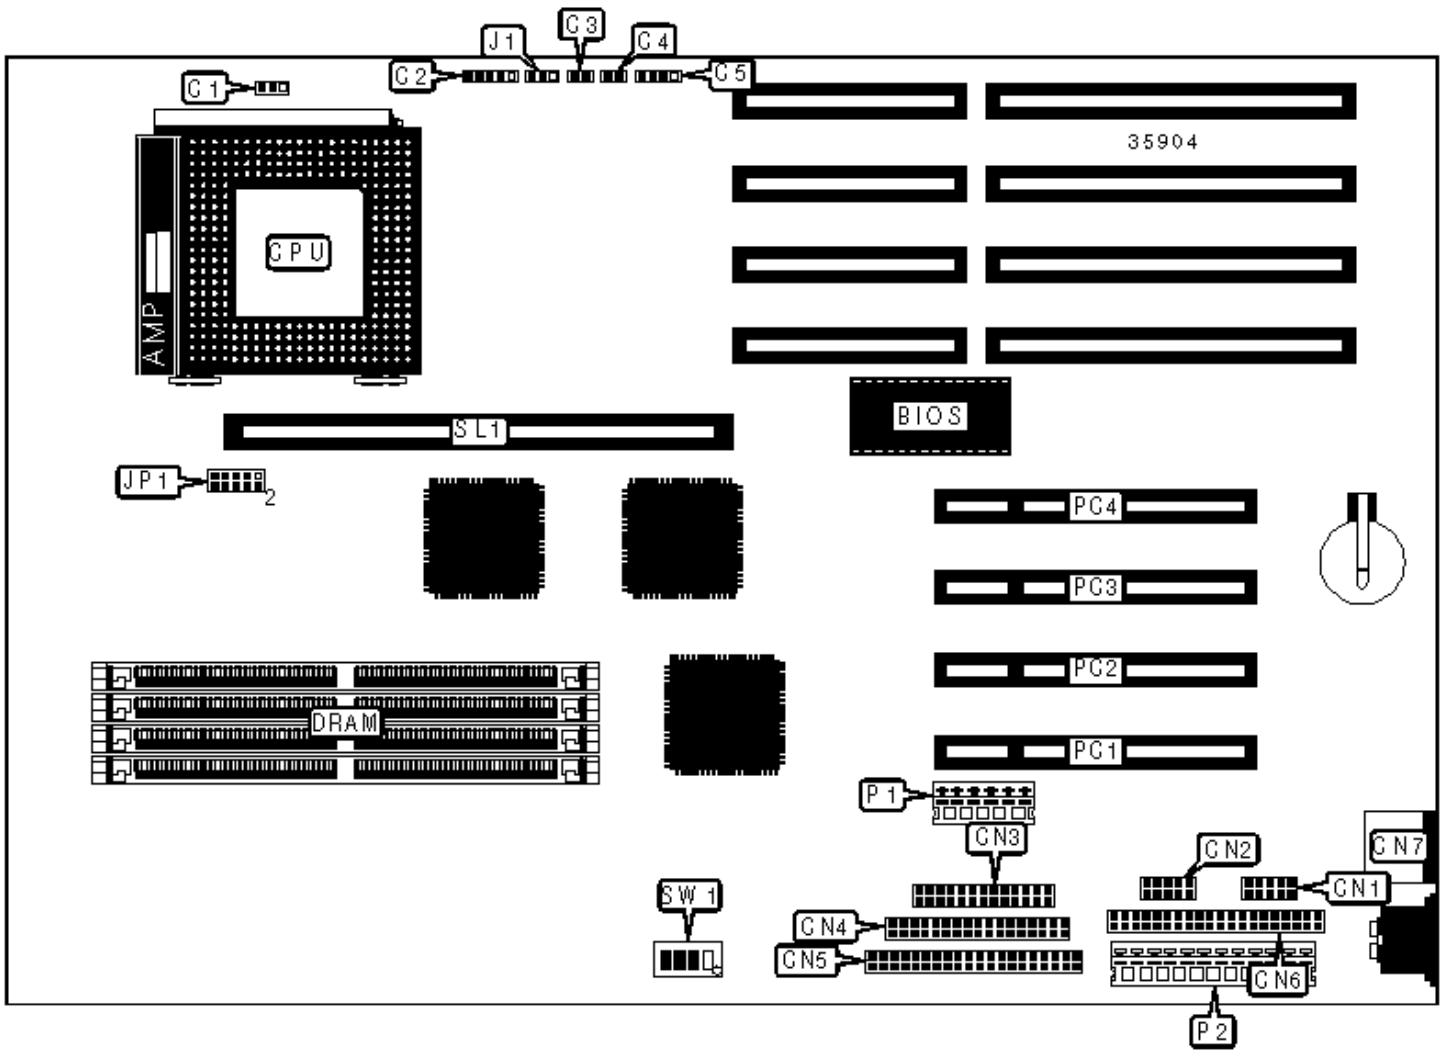 C3
J1
C4
C2
C5
C1
35904
CPU
AMP
BIOS
SL1
JP1
2
PC4
PC3
PC2
DRAM
PC1
P1
CN3
CN2
CN7
SW1
CN1
CN4
CN5
CN6
P2